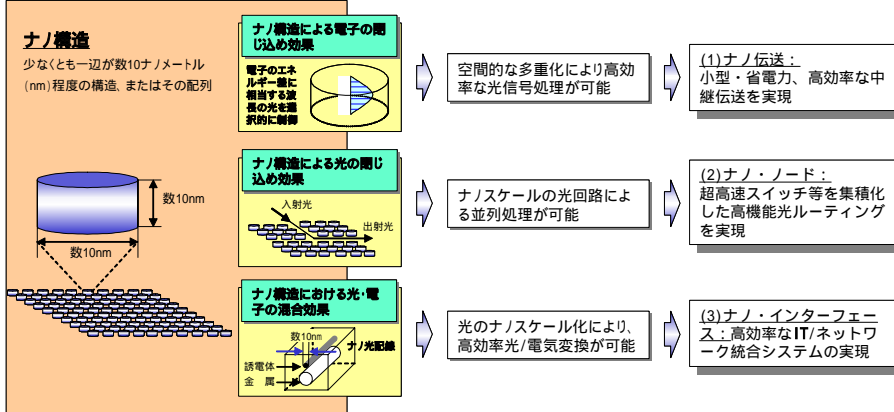 ナノ構造
少なくとも一辺が数10ナノメートル
(nm)程度の構造、またはその配列
数10nm
数10nm
ナノ構造による電子の閉
じ込め効果
電子のエネ
ルギー差に
相当する波
長の光を選
択的に制御
空間的な多重化により高効
率な光信号処理が可能
(1)ナノ伝送：
小型・省電力、高効率な中
継伝送を実現
ナノ構造による光の閉じ
込め効果
入射光
出射光
ナノスケールの光回路によ
る並列処理が可能
(2)ナノ・ノード：
超高速スイッチ等を集積化
した高機能光ルーティング
を実現
ナノ構造における光・電
子の混合効果
数10nm
ナノ光配線
誘電体
金　属
光のナノスケール化により、
高効率光/電気変換が可能
(3)ナノ・インターフェー
ス：高効率なIT/ネットワ
ーク統合システムの実現